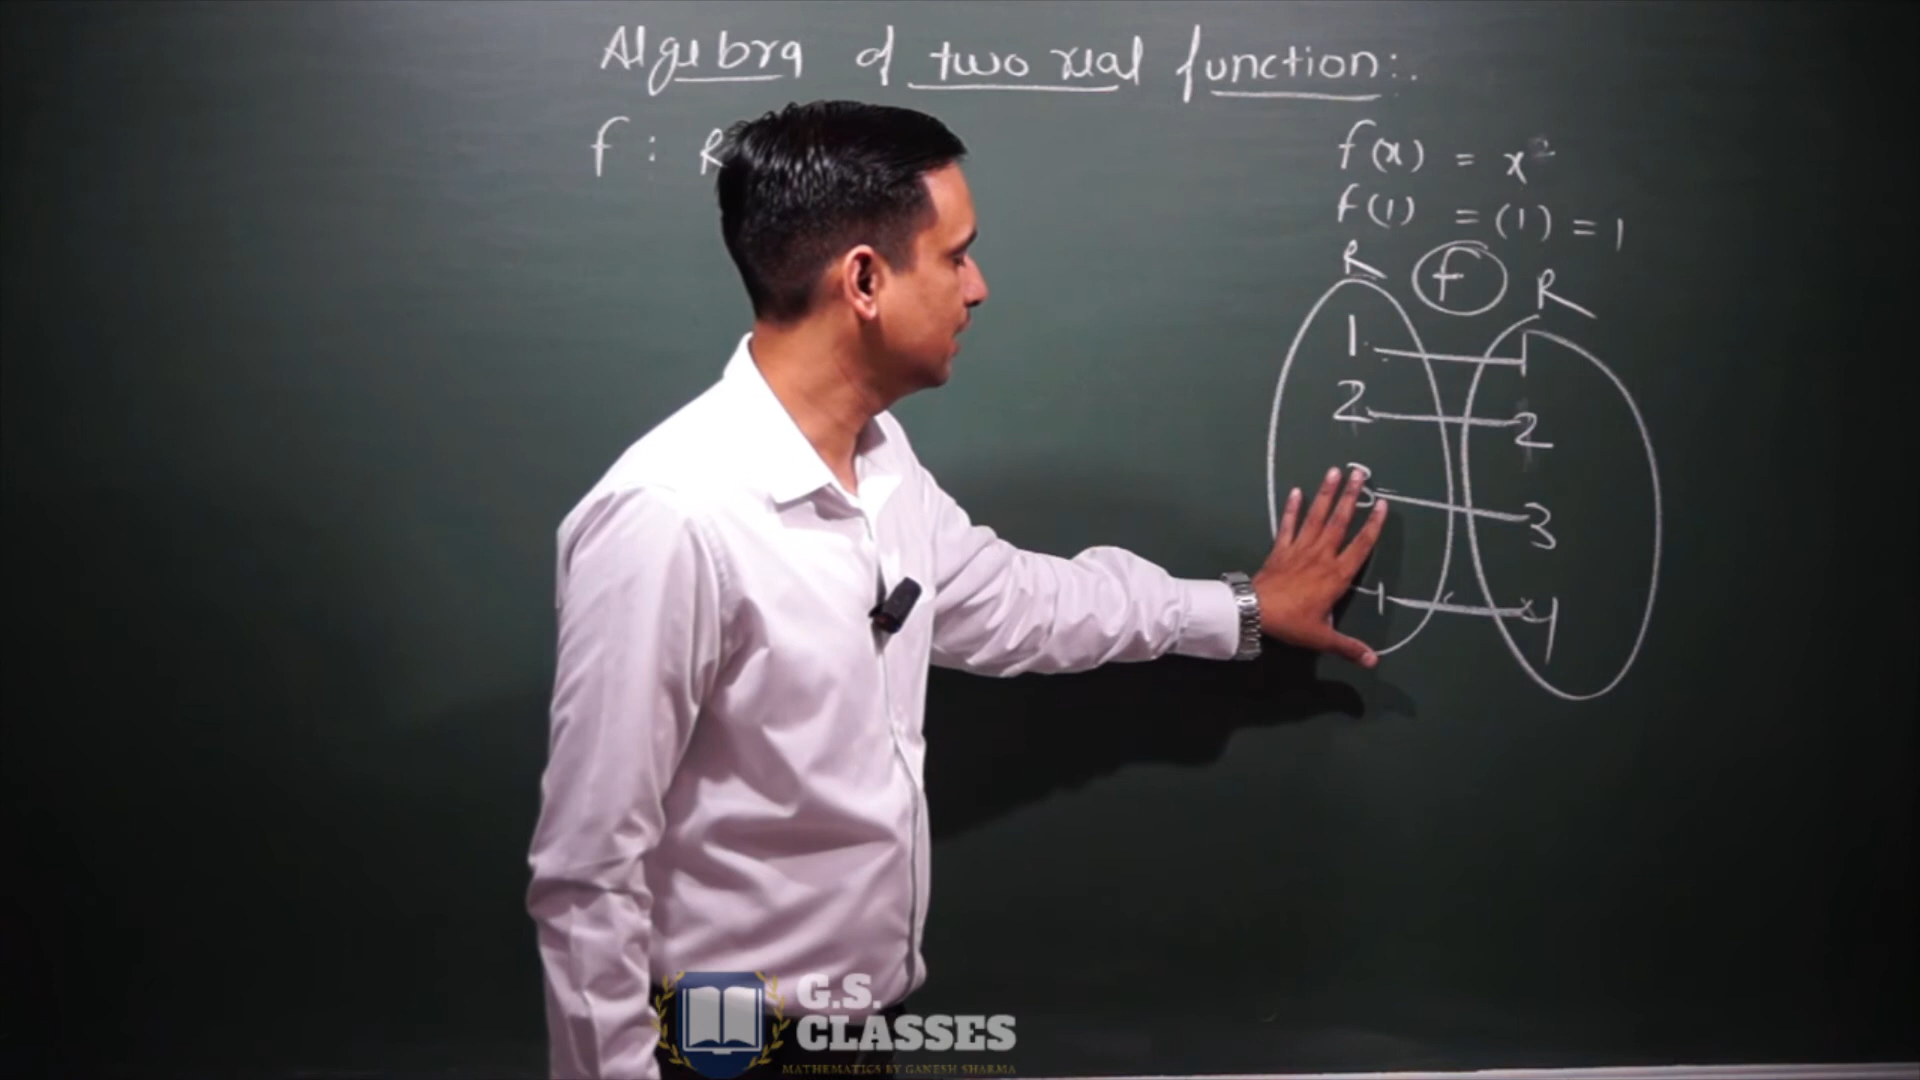 Algebra of two real function:.
f : R
f(x) = x²
f(1) = (1) = 1
R f R
1 1
2 2
3 3
4 4
G.S.
CLASSES
MATHEMATICS BY GANESH SHARMA